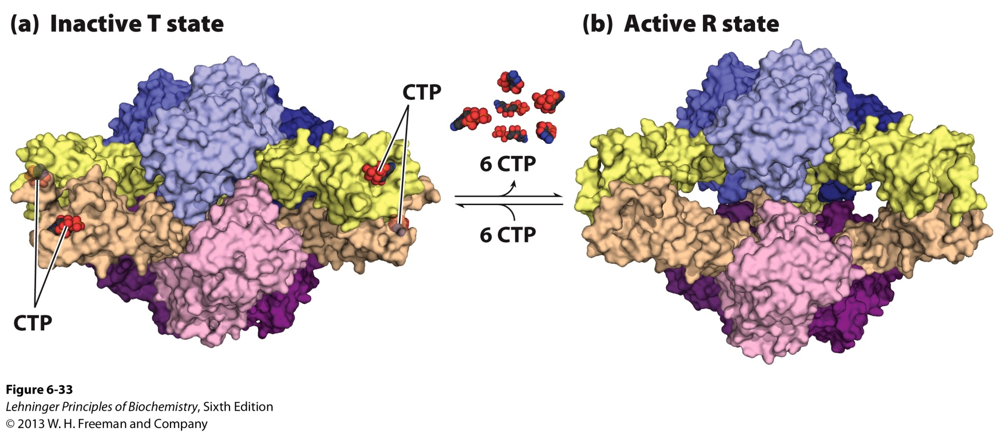 (a) Inactive T state
(b) Active R state
CTP
6 CTP
6 CTP
CTP
Figure 6-33
Lehninger Principles of Biochemistry, Sixth Edition
© 2013 W. H. Freeman and Company